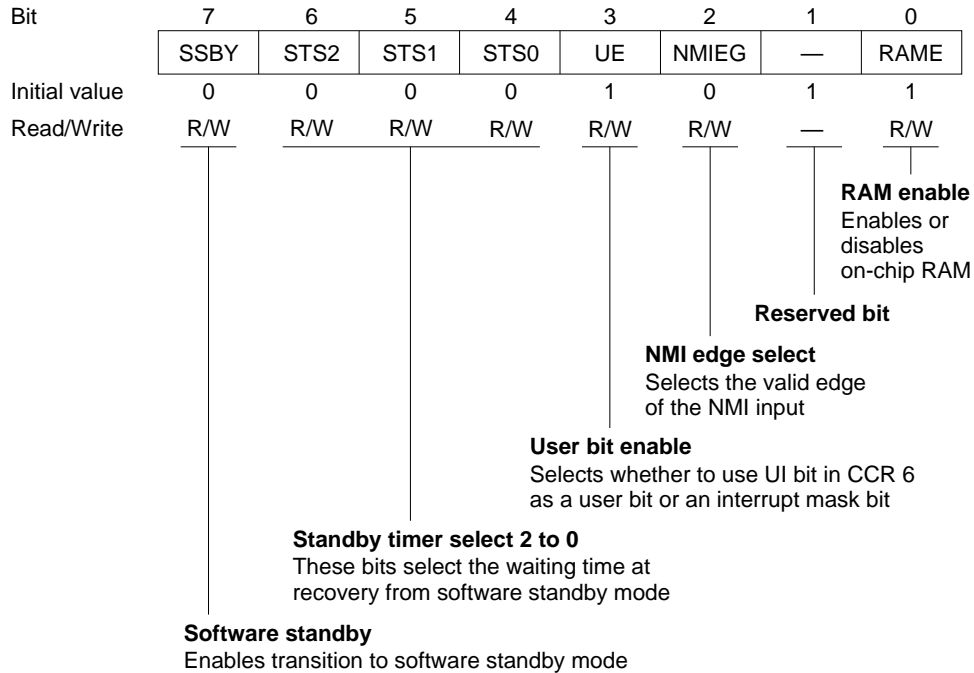 Bit 7 6 5 4 3 2 1 0
SSBY STS2 STS1 STS0 UE NMIEG — RAME
Initial value 0 0 0 0 1 0 1 1
Read/Write R/W R/W R/W R/W R/W R/W — R/W
RAM enable
Enables or
disables
on-chip RAM
Reserved bit
NMI edge select
Selects the valid edge
of the NMI input
User bit enable
Selects whether to use UI bit in CCR 6
as a user bit or an interrupt mask bit
Standby timer select 2 to 0
These bits select the waiting time at
recovery from software standby mode
Software standby
Enables transition to software standby mode